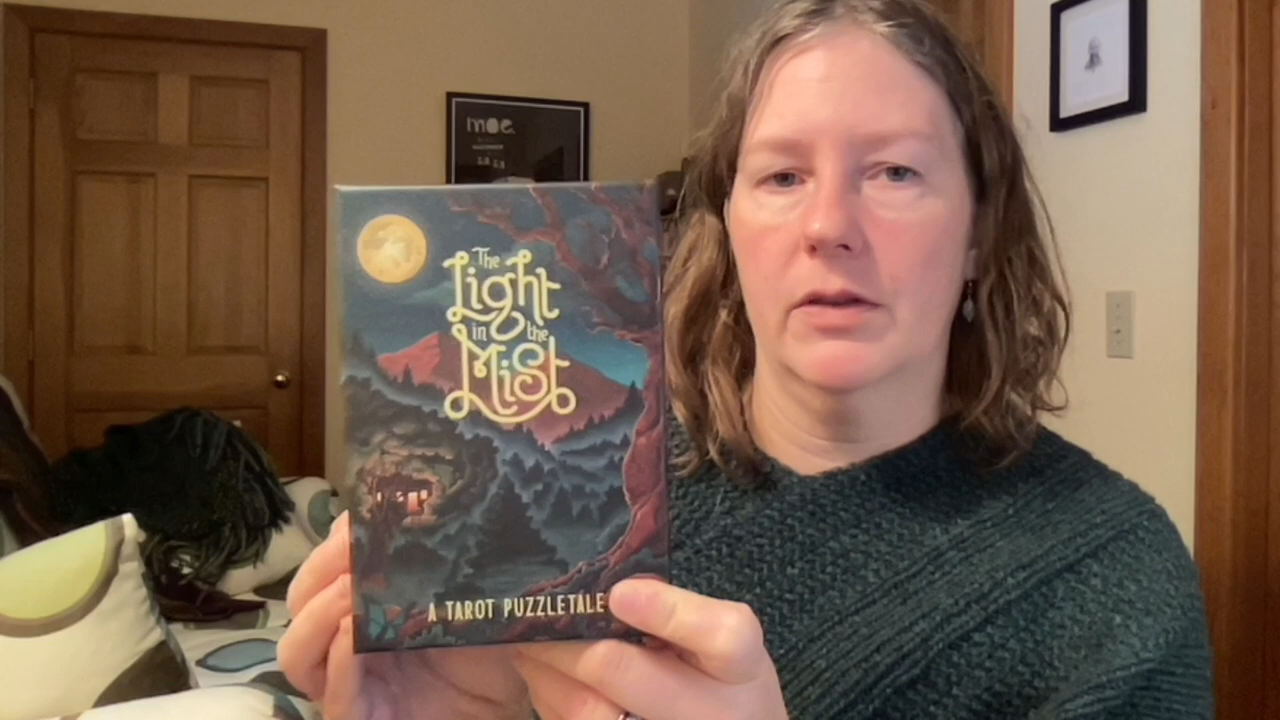 moe.
The
Light
in the
Mist
A TAROT PUZZLETALE